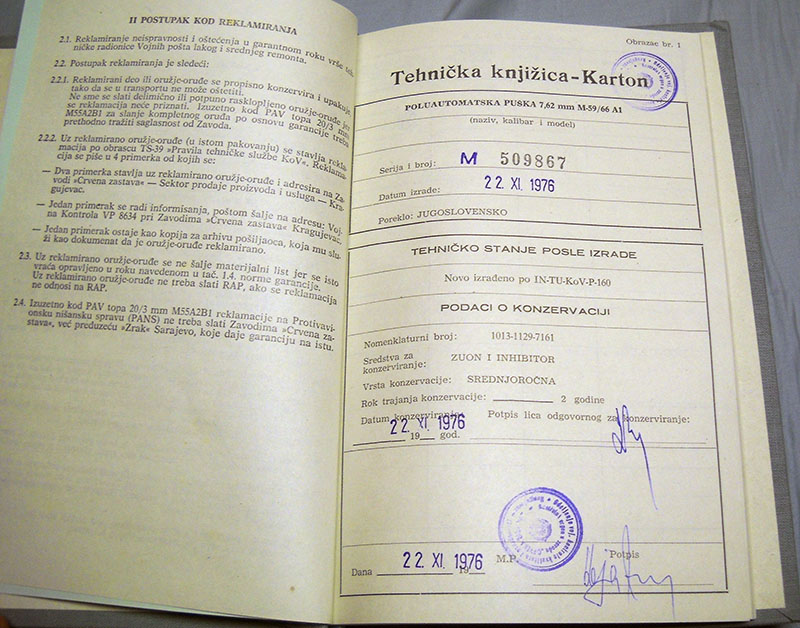 II POSTUPAK KOD REKLAMIRANJA
2.1. Reklamiranje neispravnosti i oštećenja u garantnom roku vrše teh-
ničke radionice Vojnih pošta lakog i srednjeg remonta.
2.2. Postupak reklamiranja je sledeći:
2.2.1. Reklamirani deo ili oružje-oruđe se propisno konzervira i upakuje
tako da se u transportu ne može oštetiti.
Ne sme se slati delimično ili potpuno rasklopljeno oružje-oruđe jer
se reklamacija neće priznati. Izuzetno kod PAV topa 20/3 mm
M55A2B1 za slanje kompletnog oruđa po osnovu garancije treba
prethodno tražiti saglasnost od Zavoda.
2.2.2. Uz reklamirano oružje-oruđe (u istom pakovanju) se stavlja rekla-
macija po obrascu TS-39 »Pravila tehničke službe KoV«. Reklama-
cija se piše u 4 primerka od kojih se:
— Dva primerka stavlja uz reklamirano oružje-oruđe i adresira na Za-
vodi »Crvena zastava« — Sektor prodaje proizvoda i usluga — Kra-
gujevac.
— Jedan primerak se radi informisanja, poštom šalje na adresu: Voj-
na Kontrola VP 8634 pri Zavodima »Crvena zastava« Kragujevac.
— Jedan primerak ostaje kao kopija za arhivu pošiljaoca, koja mu slu-
ži kao dokumenat da je oružje-oruđe reklamirano.
2.3. Uz reklamirano oružje-oruđe se ne šalje materijalni list jer se isto
vraća opravljeno u roku navedenom u tač. 1.4. norme garancije.
Uz reklamirano oružje-oruđe ne treba slati RAP, ako se reklamacija
ne odnosi na RAP.
2.4. Izuzetno kod PAV topa 20/3 mm M55A2B1 reklamacije na Protivavi-
onsku nišansku spravu (PANS) ne treba slati Zavodima »Crvena za-
stava«, već preduzeću »Zrak« Sarajevo, koje daje garanciju na istu.
Obrazac br. 1
Tehnička knjižica-Karton
POLUAUTOMATSKA PUSKA 7,62 mm M-59/66 A1
(naziv, kalibar i model)
Serija i broj: M 509867
Datum izrade: 22. XI. 1976
Poreklo: JUGOSLOVENSKO
TEHNIČKO STANJE POSLE IZRADE
Novo izrađeno po IN-TU-KoV-P-160
PODACI O KONZERVACIJI
Nomenklaturni broj: 1013-1129-7161
Sredstva za
konzerviranje: ZUON I INHIBITOR
Vrsta konzervacije: SREDNJOROČNA
Rok trajanja konzervacije: 2 godine
Datum konzerviranja: Potpis lica odgovornog za konzerviranje:
22. XI. 1976
19 god.
Dana 22. XI. 1976 19 M.P. Potpis